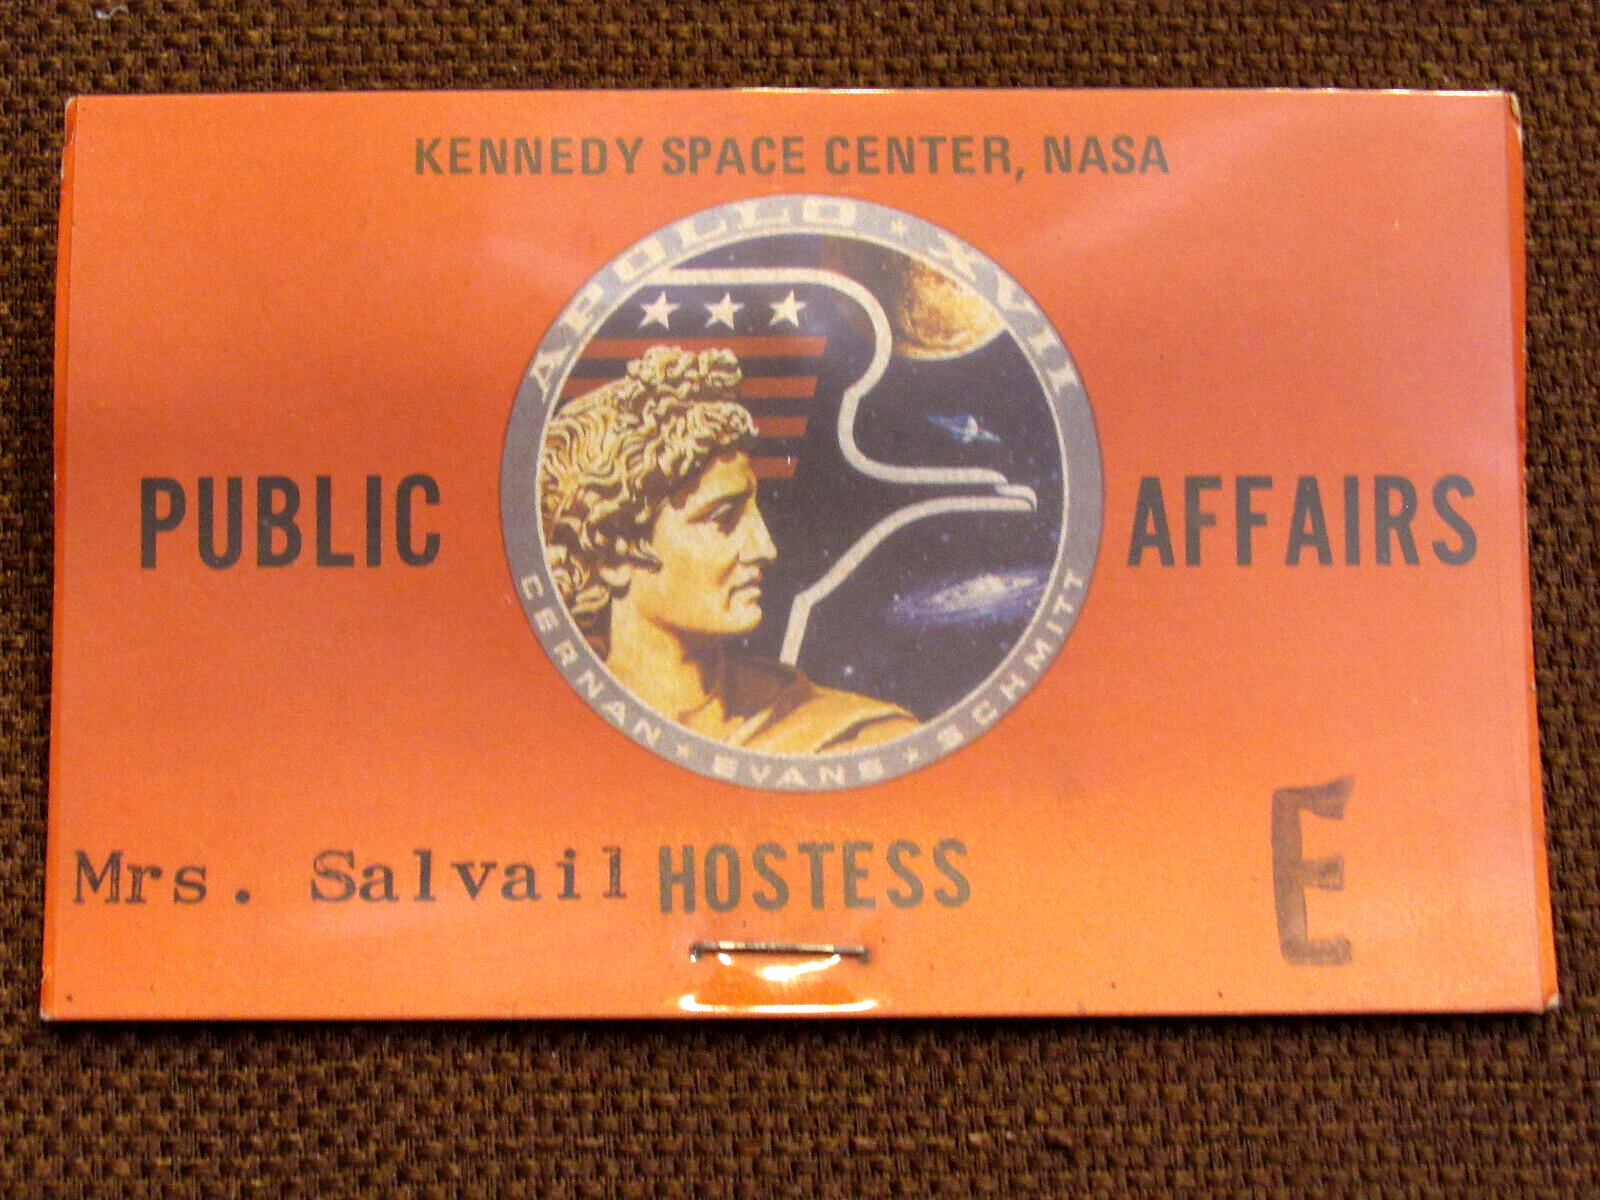 KENNEDY SPACE CENTER, NASA
APOLLO ★ XVII
PUBLIC AFFAIRS
CERNAN ★ EVANS ★ SCHMITT
Mrs. Salvail HOSTESS
E